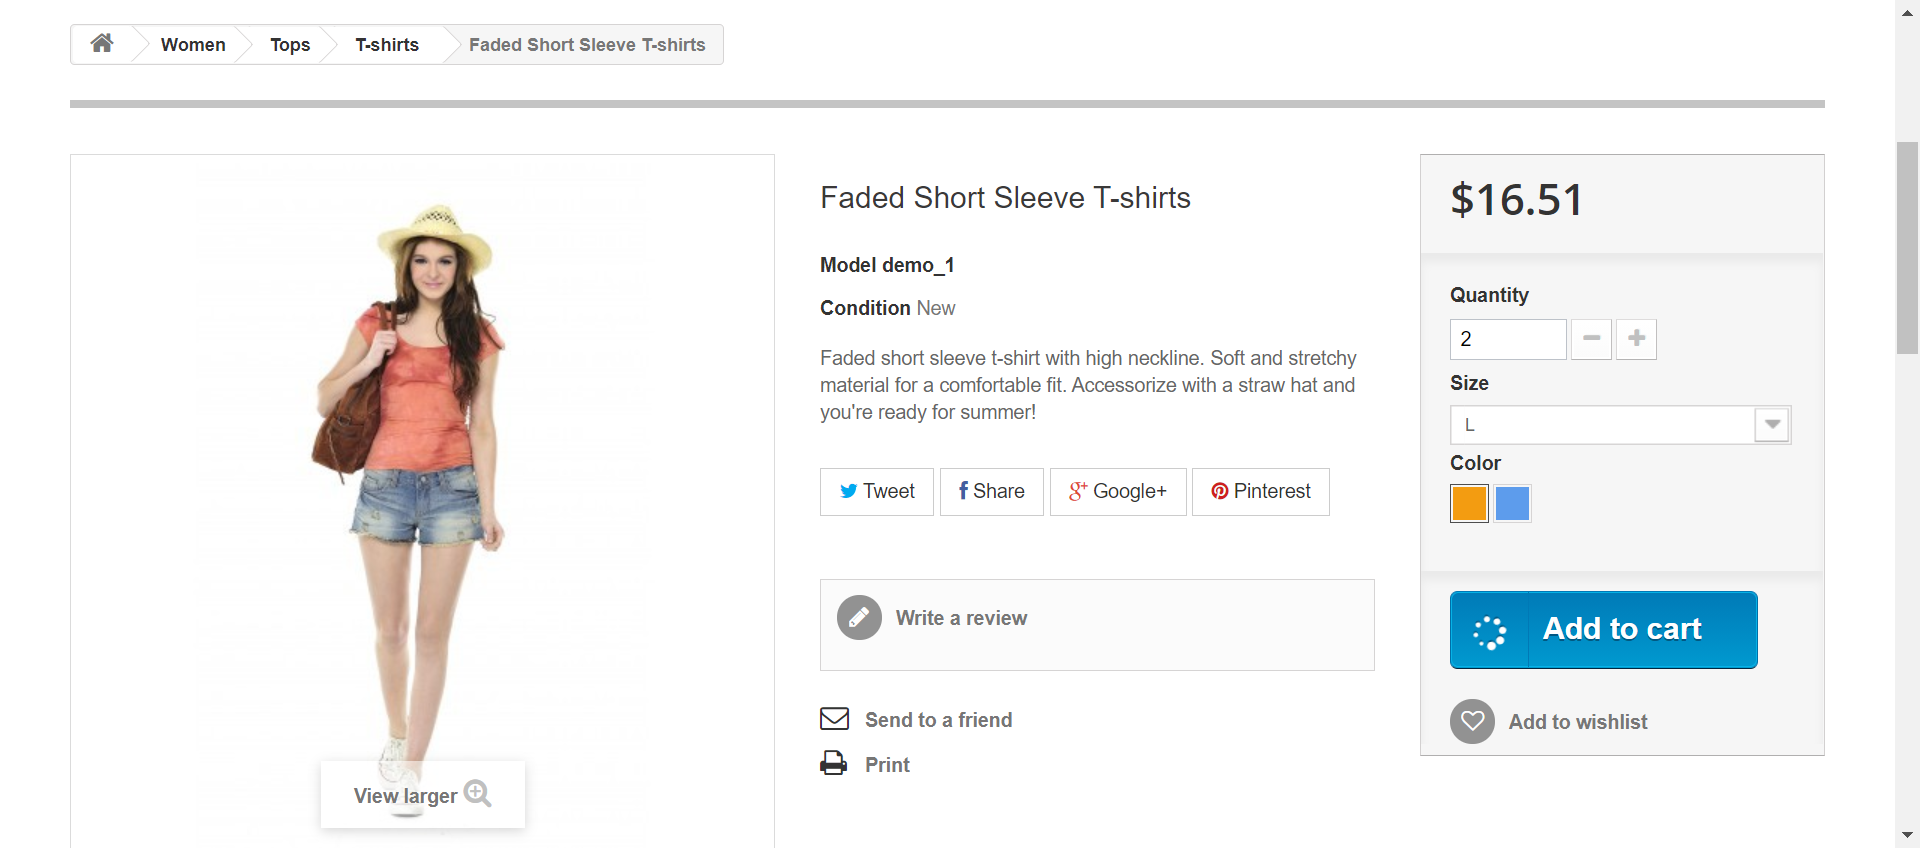 Women
Tops
T-shirts
Faded Short Sleeve T-shirts
View larger
Faded Short Sleeve T-shirts
Model demo_1
Condition New
Faded short sleeve t-shirt with high neckline. Soft and stretchy
material for a comfortable fit. Accessorize with a straw hat and
you're ready for summer!
Tweet
Share
Google+
Pinterest
Write a review
Send to a friend
Print
$16.51
Quantity
2
Size
L
Color
Add to cart
Add to wishlist